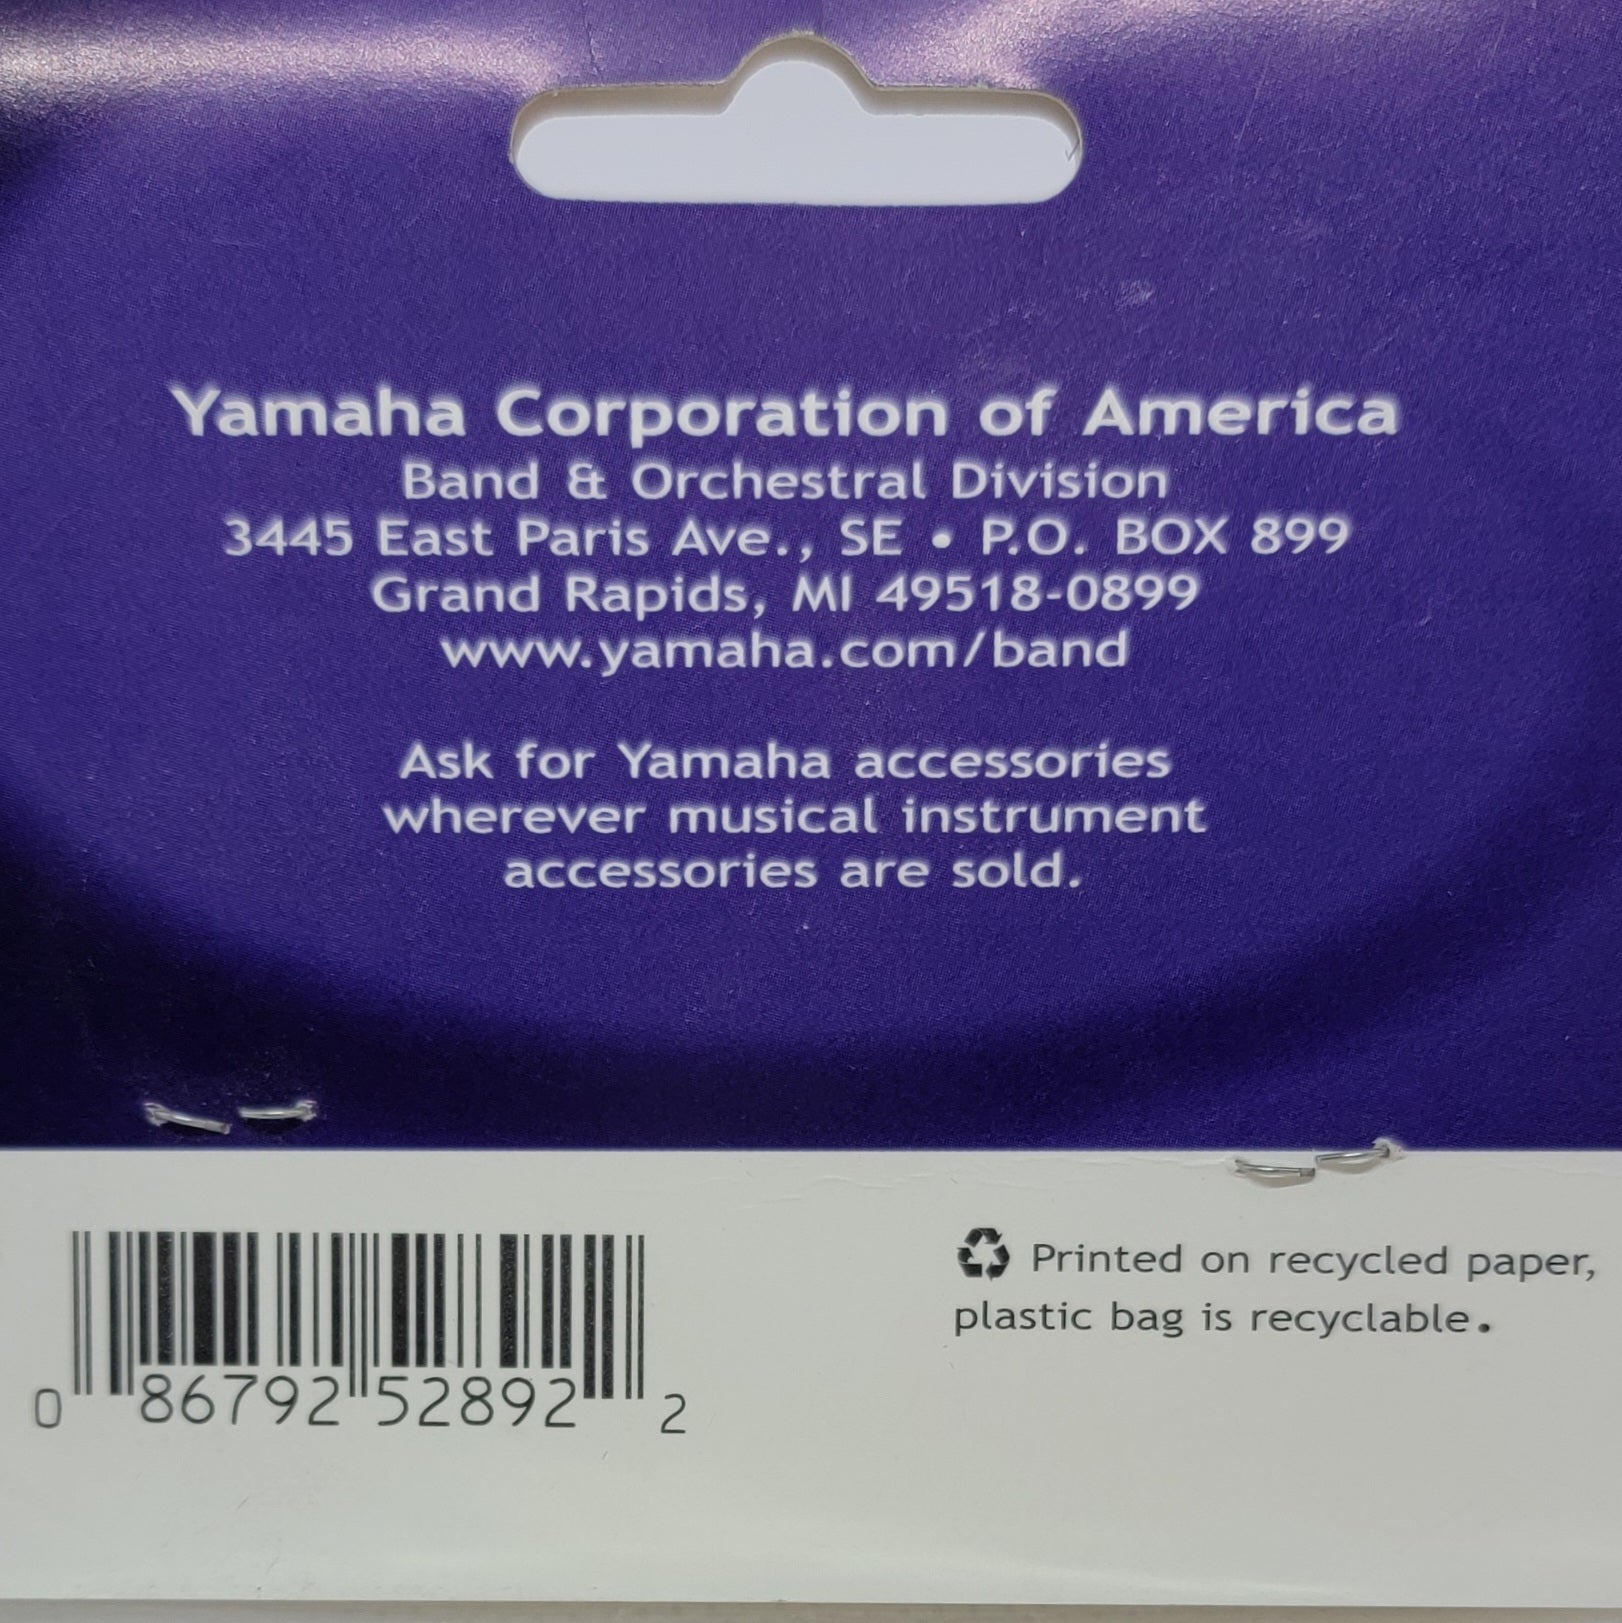 Yamaha Corporation of America
Band & Orchestral Division
3445 East Paris Ave., SE • P.O. BOX 899
Grand Rapids, MI 49518-0899
www.yamaha.com/band
Ask for Yamaha accessories
wherever musical instrument
accessories are sold.
0 86792 52892 2
Printed on recycled paper,
plastic bag is recyclable.